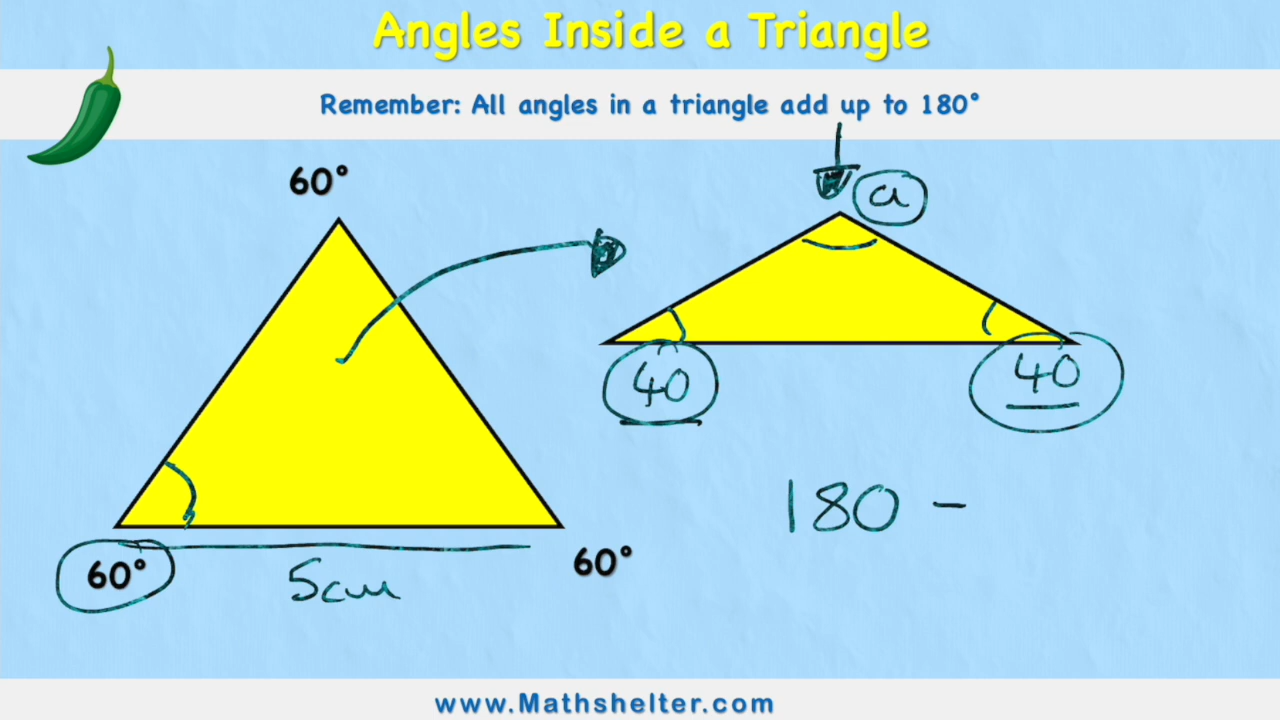 Angles Inside a Triangle
Remember: All angles in a triangle add up to 180°
60°
a
40
40
180 -
60°
5cm
60°
www.Mathshelter.com